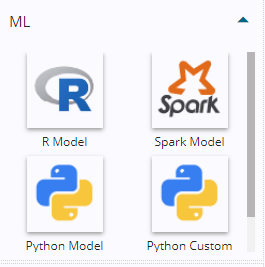 ML
R
Spark
R Model
Spark Model
Python Model
Python Custom